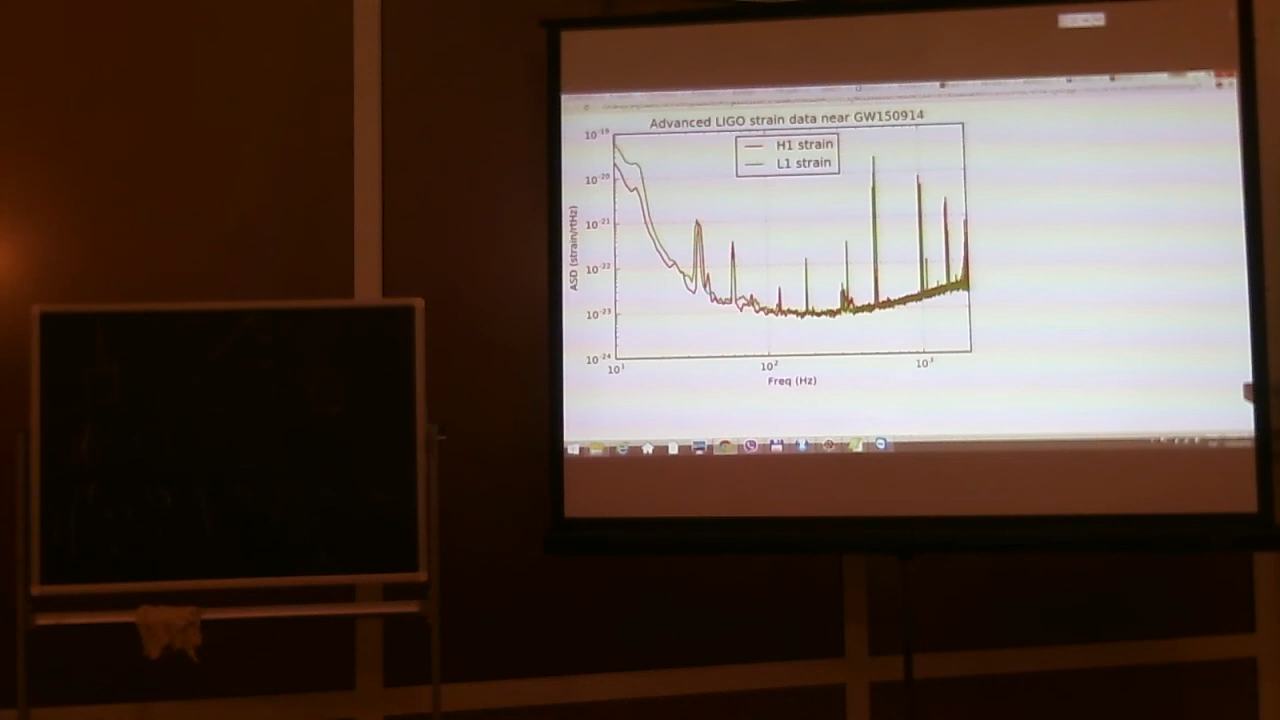 Advanced LIGO strain data near GW150914
H1 strain
L1 strain
ASD (strain/rtHz)
10⁻¹⁹
10⁻²⁰
10⁻²¹
10⁻²²
10⁻²³
10⁻²⁴
10¹
10²
10³
Freq (Hz)